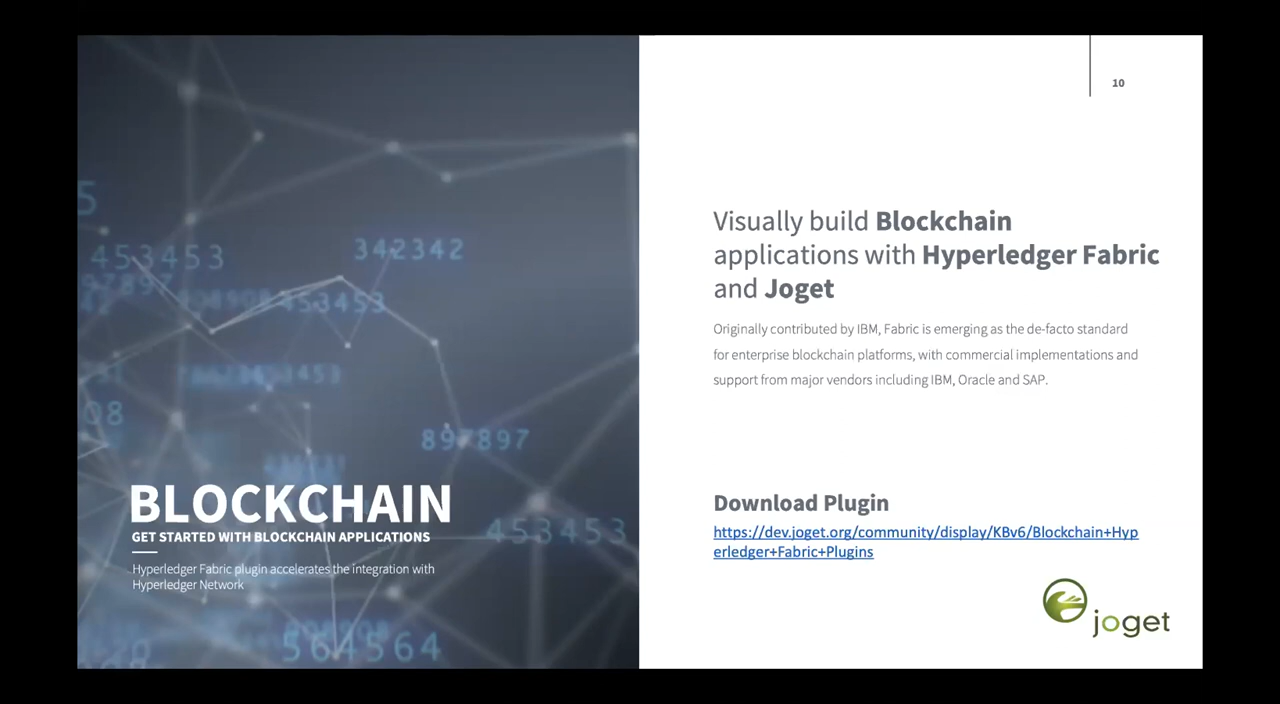 5
453453
342342
453453
08
897897
453453
564564
BLOCKCHAIN
GET STARTED WITH BLOCKCHAIN APPLICATIONS
Hyperledger Fabric plugin accelerates the integration with
Hyperledger Network
10
Visually build Blockchain
applications with Hyperledger Fabric
and Joget
Originally contributed by IBM, Fabric is emerging as the de-facto standard
for enterprise blockchain platforms, with commercial implementations and
support from major vendors including IBM, Oracle and SAP.
Download Plugin
https://dev.joget.org/community/display/KBv6/Blockchain+Hyp
erledger+Fabric+Plugins
joget